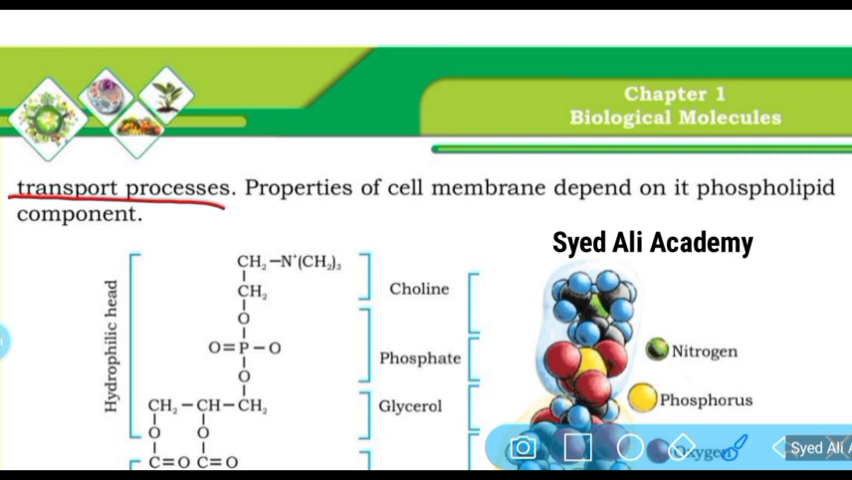 Chapter 1
Biological Molecules
transport processes. Properties of cell membrane depend on it phospholipid
component.
Syed Ali Academy
CH₂–N⁺(CH₂)₃
Choline
CH₂
O
Hydrophilic head
O=P–O
Phosphate
Nitrogen
O
Phosphorus
CH₂–CH–CH₂
Glycerol
O O
Oxygen
Syed Ali A
C=O C=O